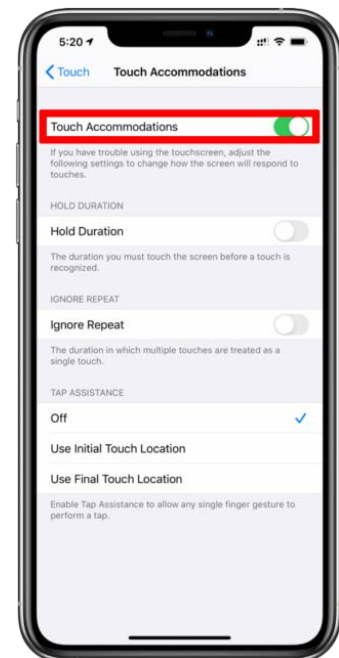 5:20
Touch
Touch Accommodations
Touch Accommodations
If you have trouble using the touchscreen, adjust the
following settings to change how the screen will respond to
touches.
HOLD DURATION
Hold Duration
The duration you must touch the screen before a touch is
recognized.
IGNORE REPEAT
Ignore Repeat
The duration in which multiple touches are treated as a
single touch.
TAP ASSISTANCE
Off
Use Initial Touch Location
Use Final Touch Location
Enable Tap Assistance to allow any single finger gesture to
perform a tap.